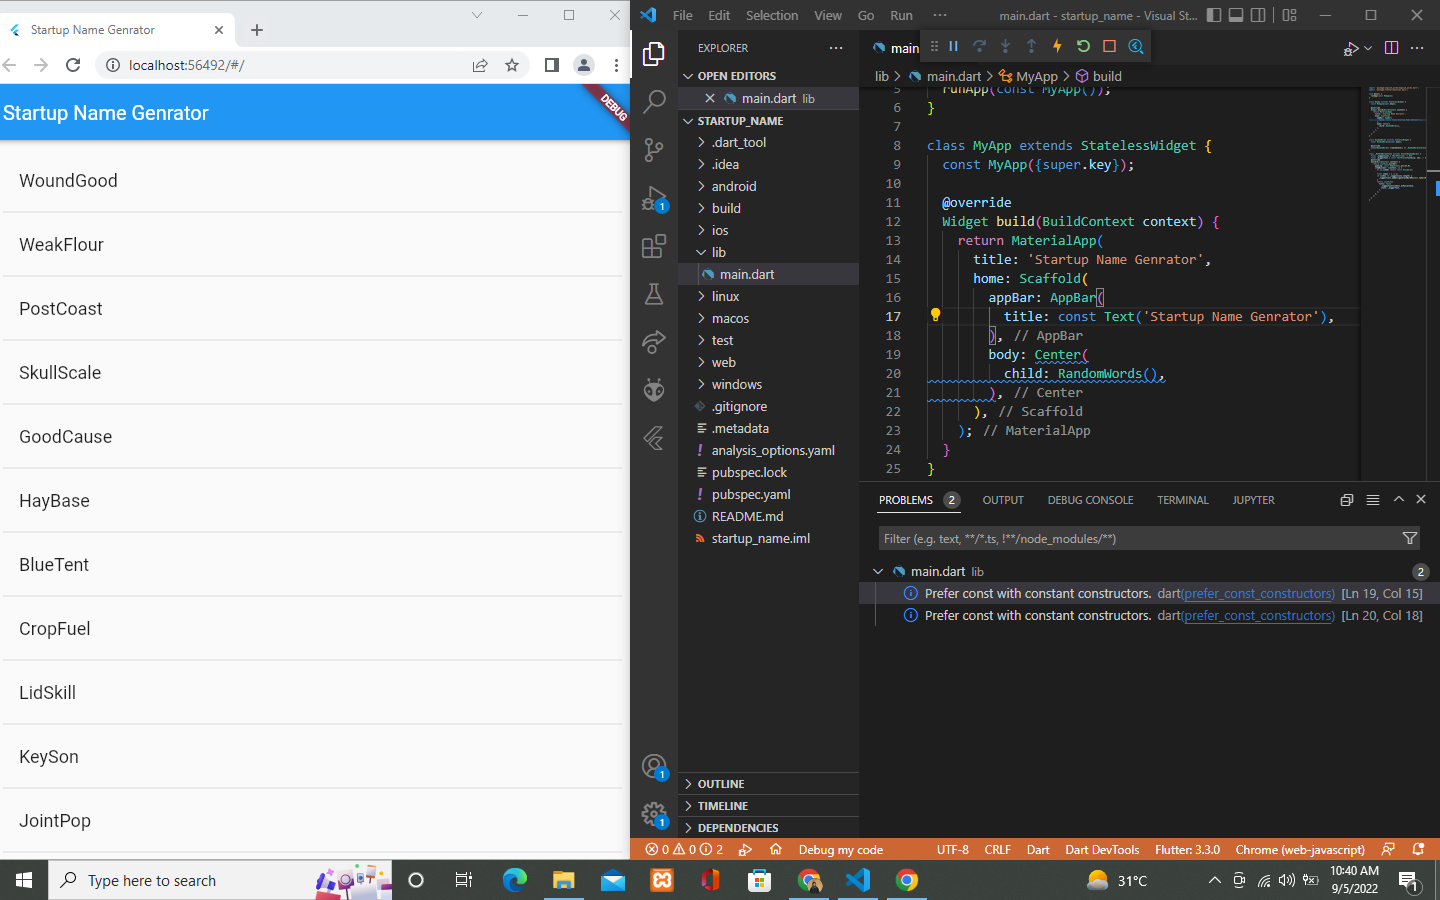 Startup Name Genrator
localhost:56492/#/
Startup Name Genrator
DEBUG
WoundGood
WeakFlour
PostCoast
SkullScale
GoodCause
HayBase
BlueTent
CropFuel
LidSkill
KeySon
JointPop
File Edit Selection View Go Run ···
main.dart - startup_name - Visual St...
EXPLORER
OPEN EDITORS
main.dart lib
STARTUP_NAME
.dart_tool
.idea
android
build
ios
lib
main.dart
linux
macos
test
web
windows
.gitignore
.metadata
analysis_options.yaml
pubspec.lock
pubspec.yaml
README.md
startup_name.iml
OUTLINE
TIMELINE
DEPENDENCIES
1
1
1
main
lib > main.dart > MyApp > build
5 runApp(const MyApp());
6 }
7
8 class MyApp extends StatelessWidget {
9 const MyApp({super.key});
10
11 @override
12 Widget build(BuildContext context) {
13 return MaterialApp(
14 title: 'Startup Name Genrator',
15 home: Scaffold(
16 appBar: AppBar(
17 title: const Text('Startup Name Genrator'),
18 ), // AppBar
19 body: Center(
20 child: RandomWords(),
21 ), // Center
22 ), // Scaffold
23 ); // MaterialApp
24 }
25 }
PROBLEMS 2 OUTPUT DEBUG CONSOLE TERMINAL JUPYTER
Filter (e.g. text, **/*.ts, !**/node_modules/**)
main.dart lib 2
Prefer const with constant constructors. dart(prefer_const_constructors) [Ln 19, Col 15]
Prefer const with constant constructors. dart(prefer_const_constructors) [Ln 20, Col 18]
0 0 2 Debug my code UTF-8 CRLF Dart Dart DevTools Flutter: 3.3.0 Chrome (web-javascript)
Type here to search
31°C
10:40 AM
9/5/2022
1